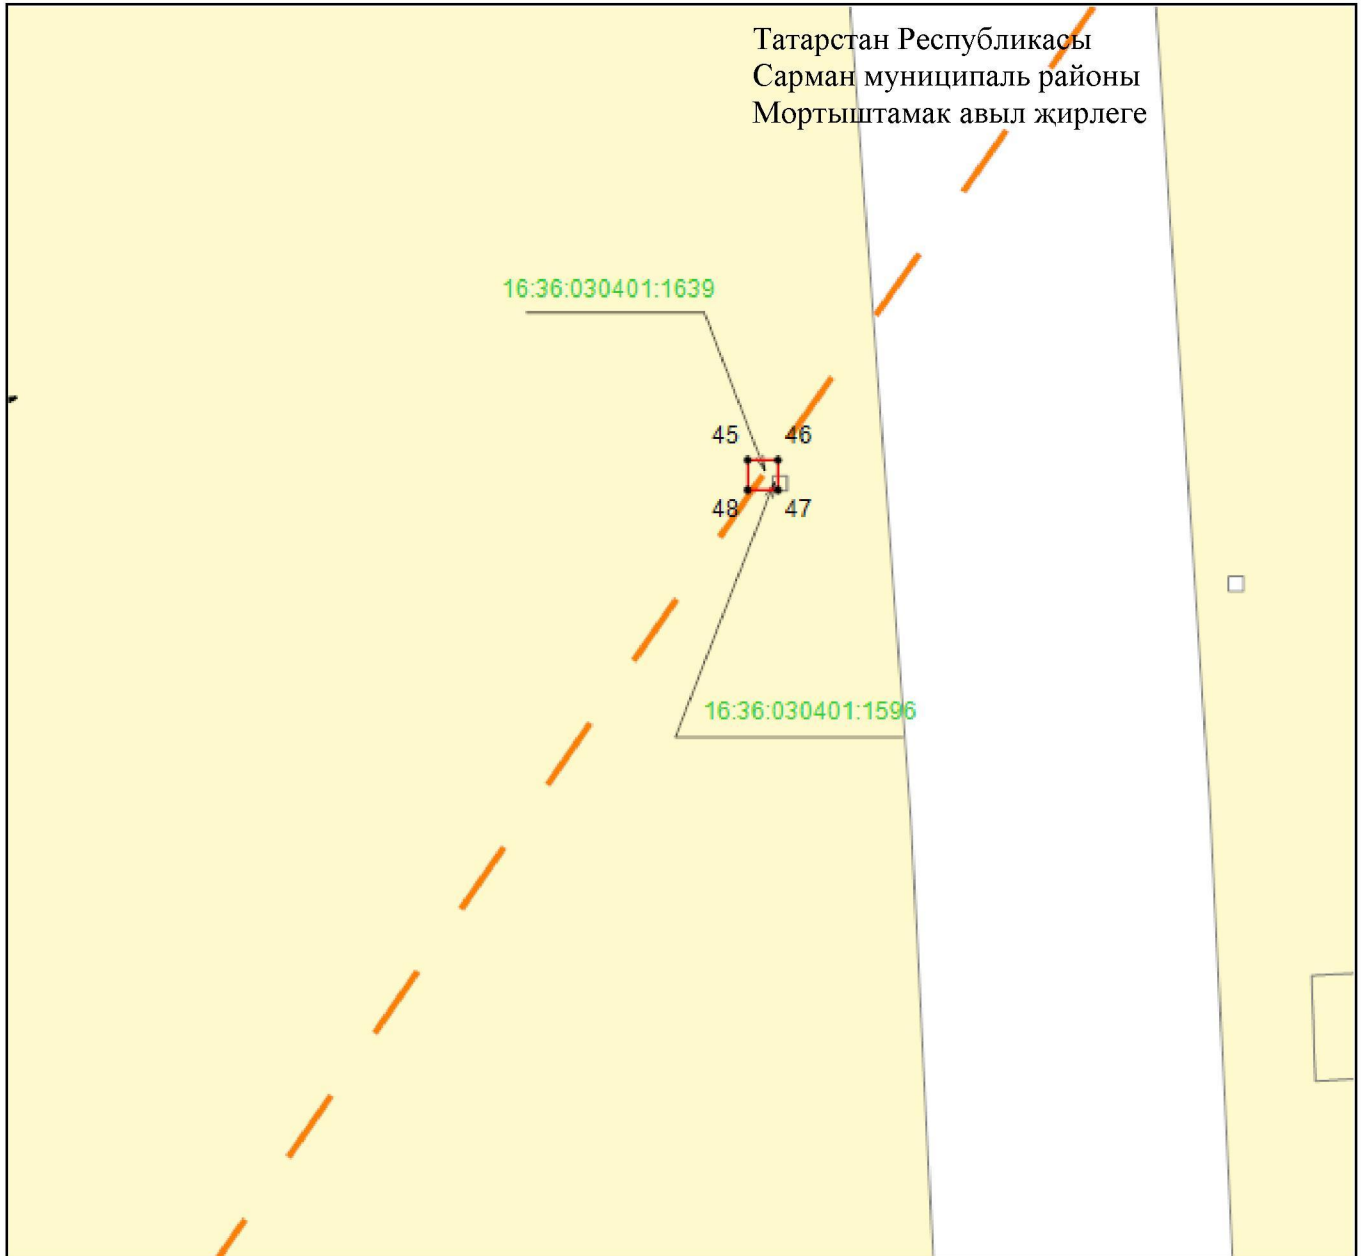 Татарстан Республикасы
Сарман муниципаль районы
Мортыштамак авыл җирлеге
16:36:030401:1639
45 46
48 47
16:36:030401:1596